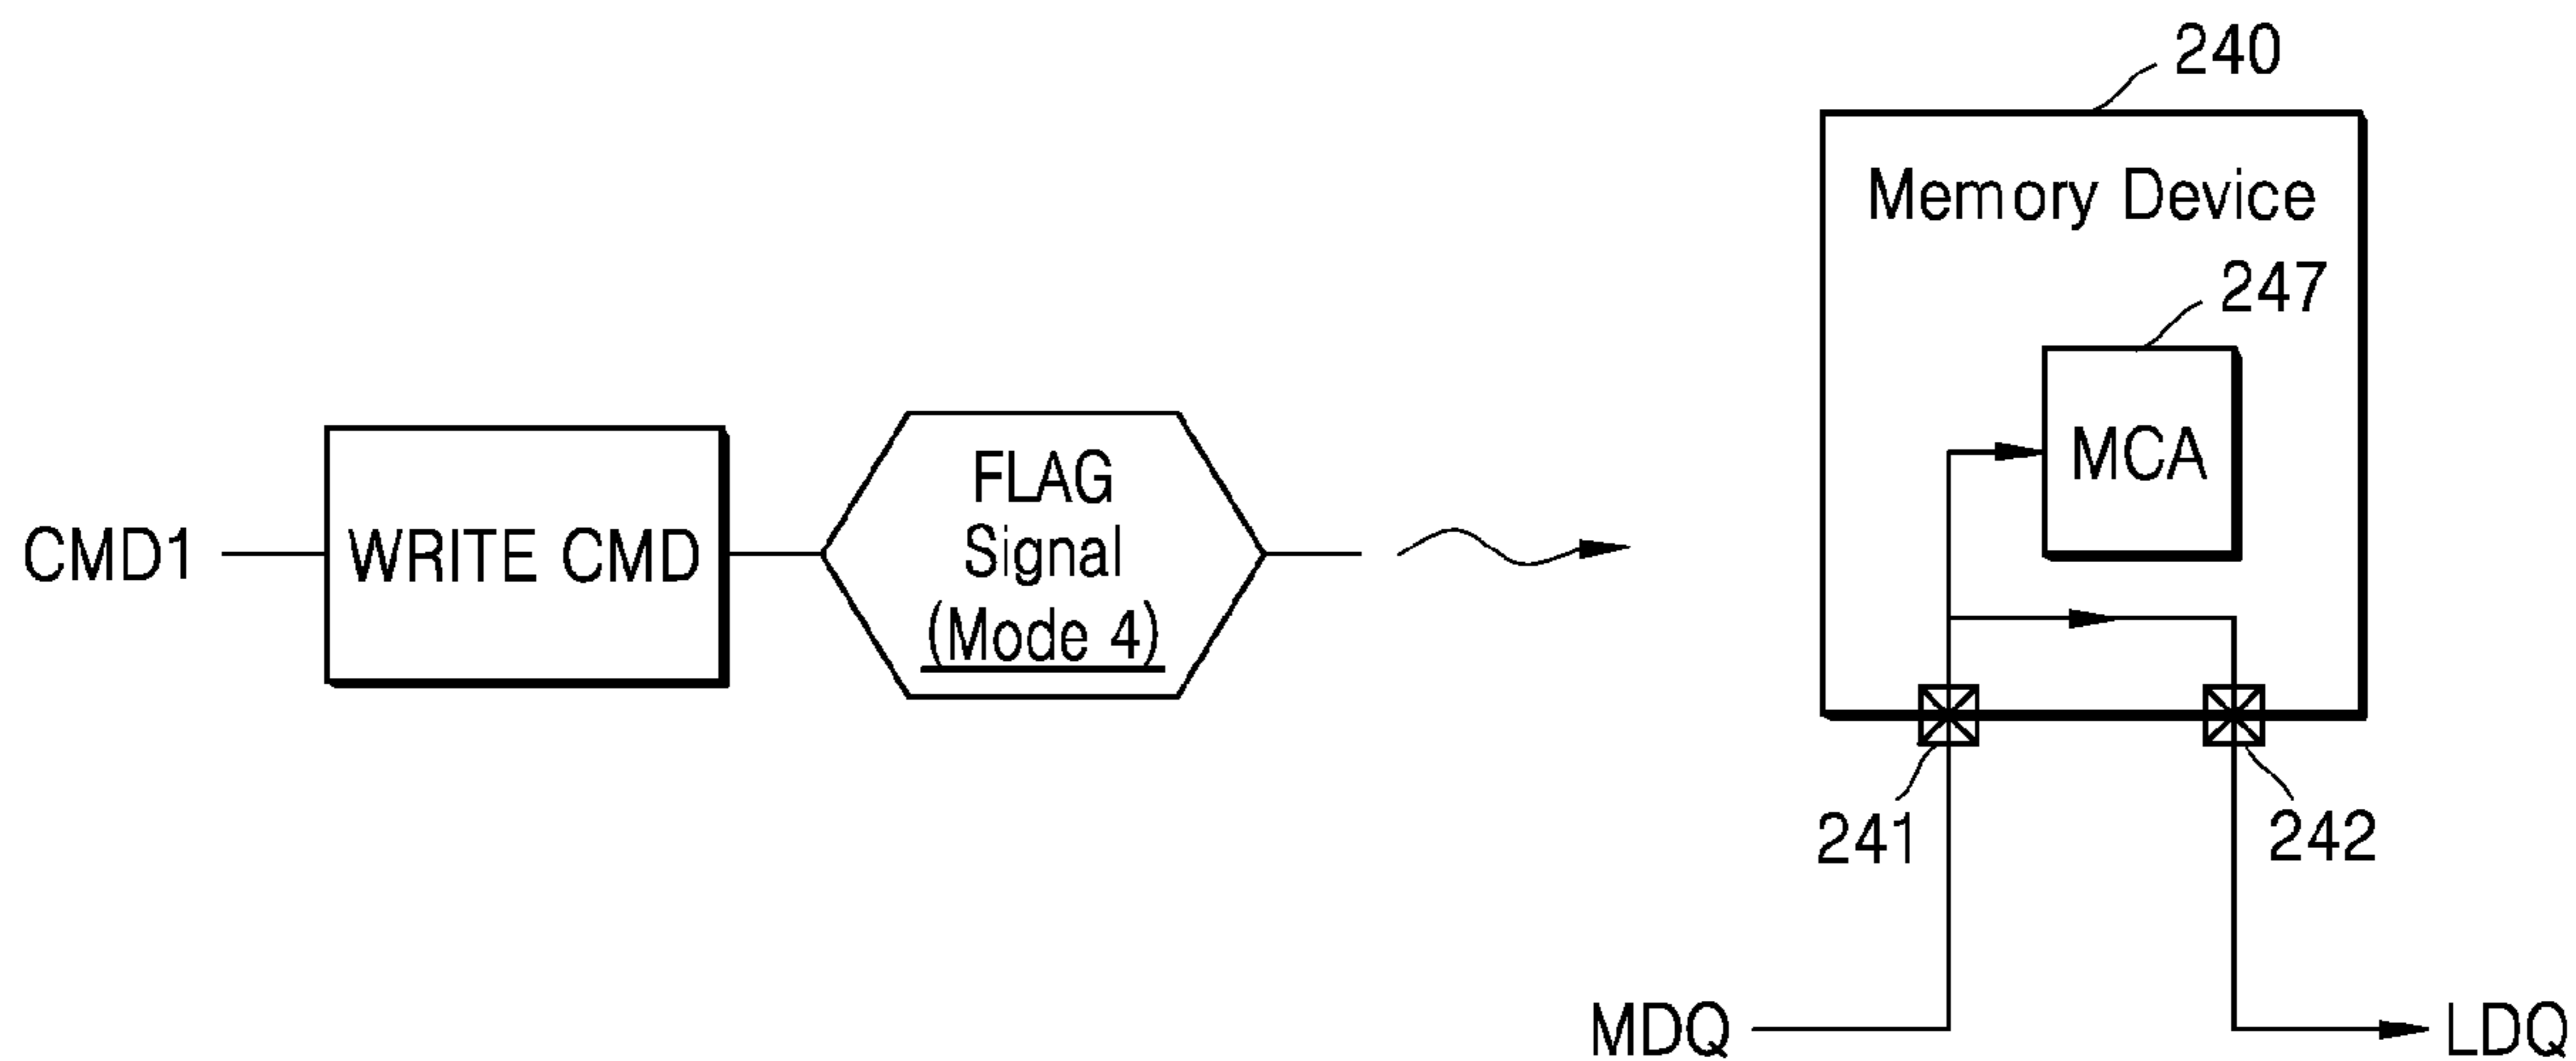 240
Memory Device
247
MCA
CMD1
WRITE CMD
FLAG
Signal
(Mode 4)
241
242
MDQ
LDQ